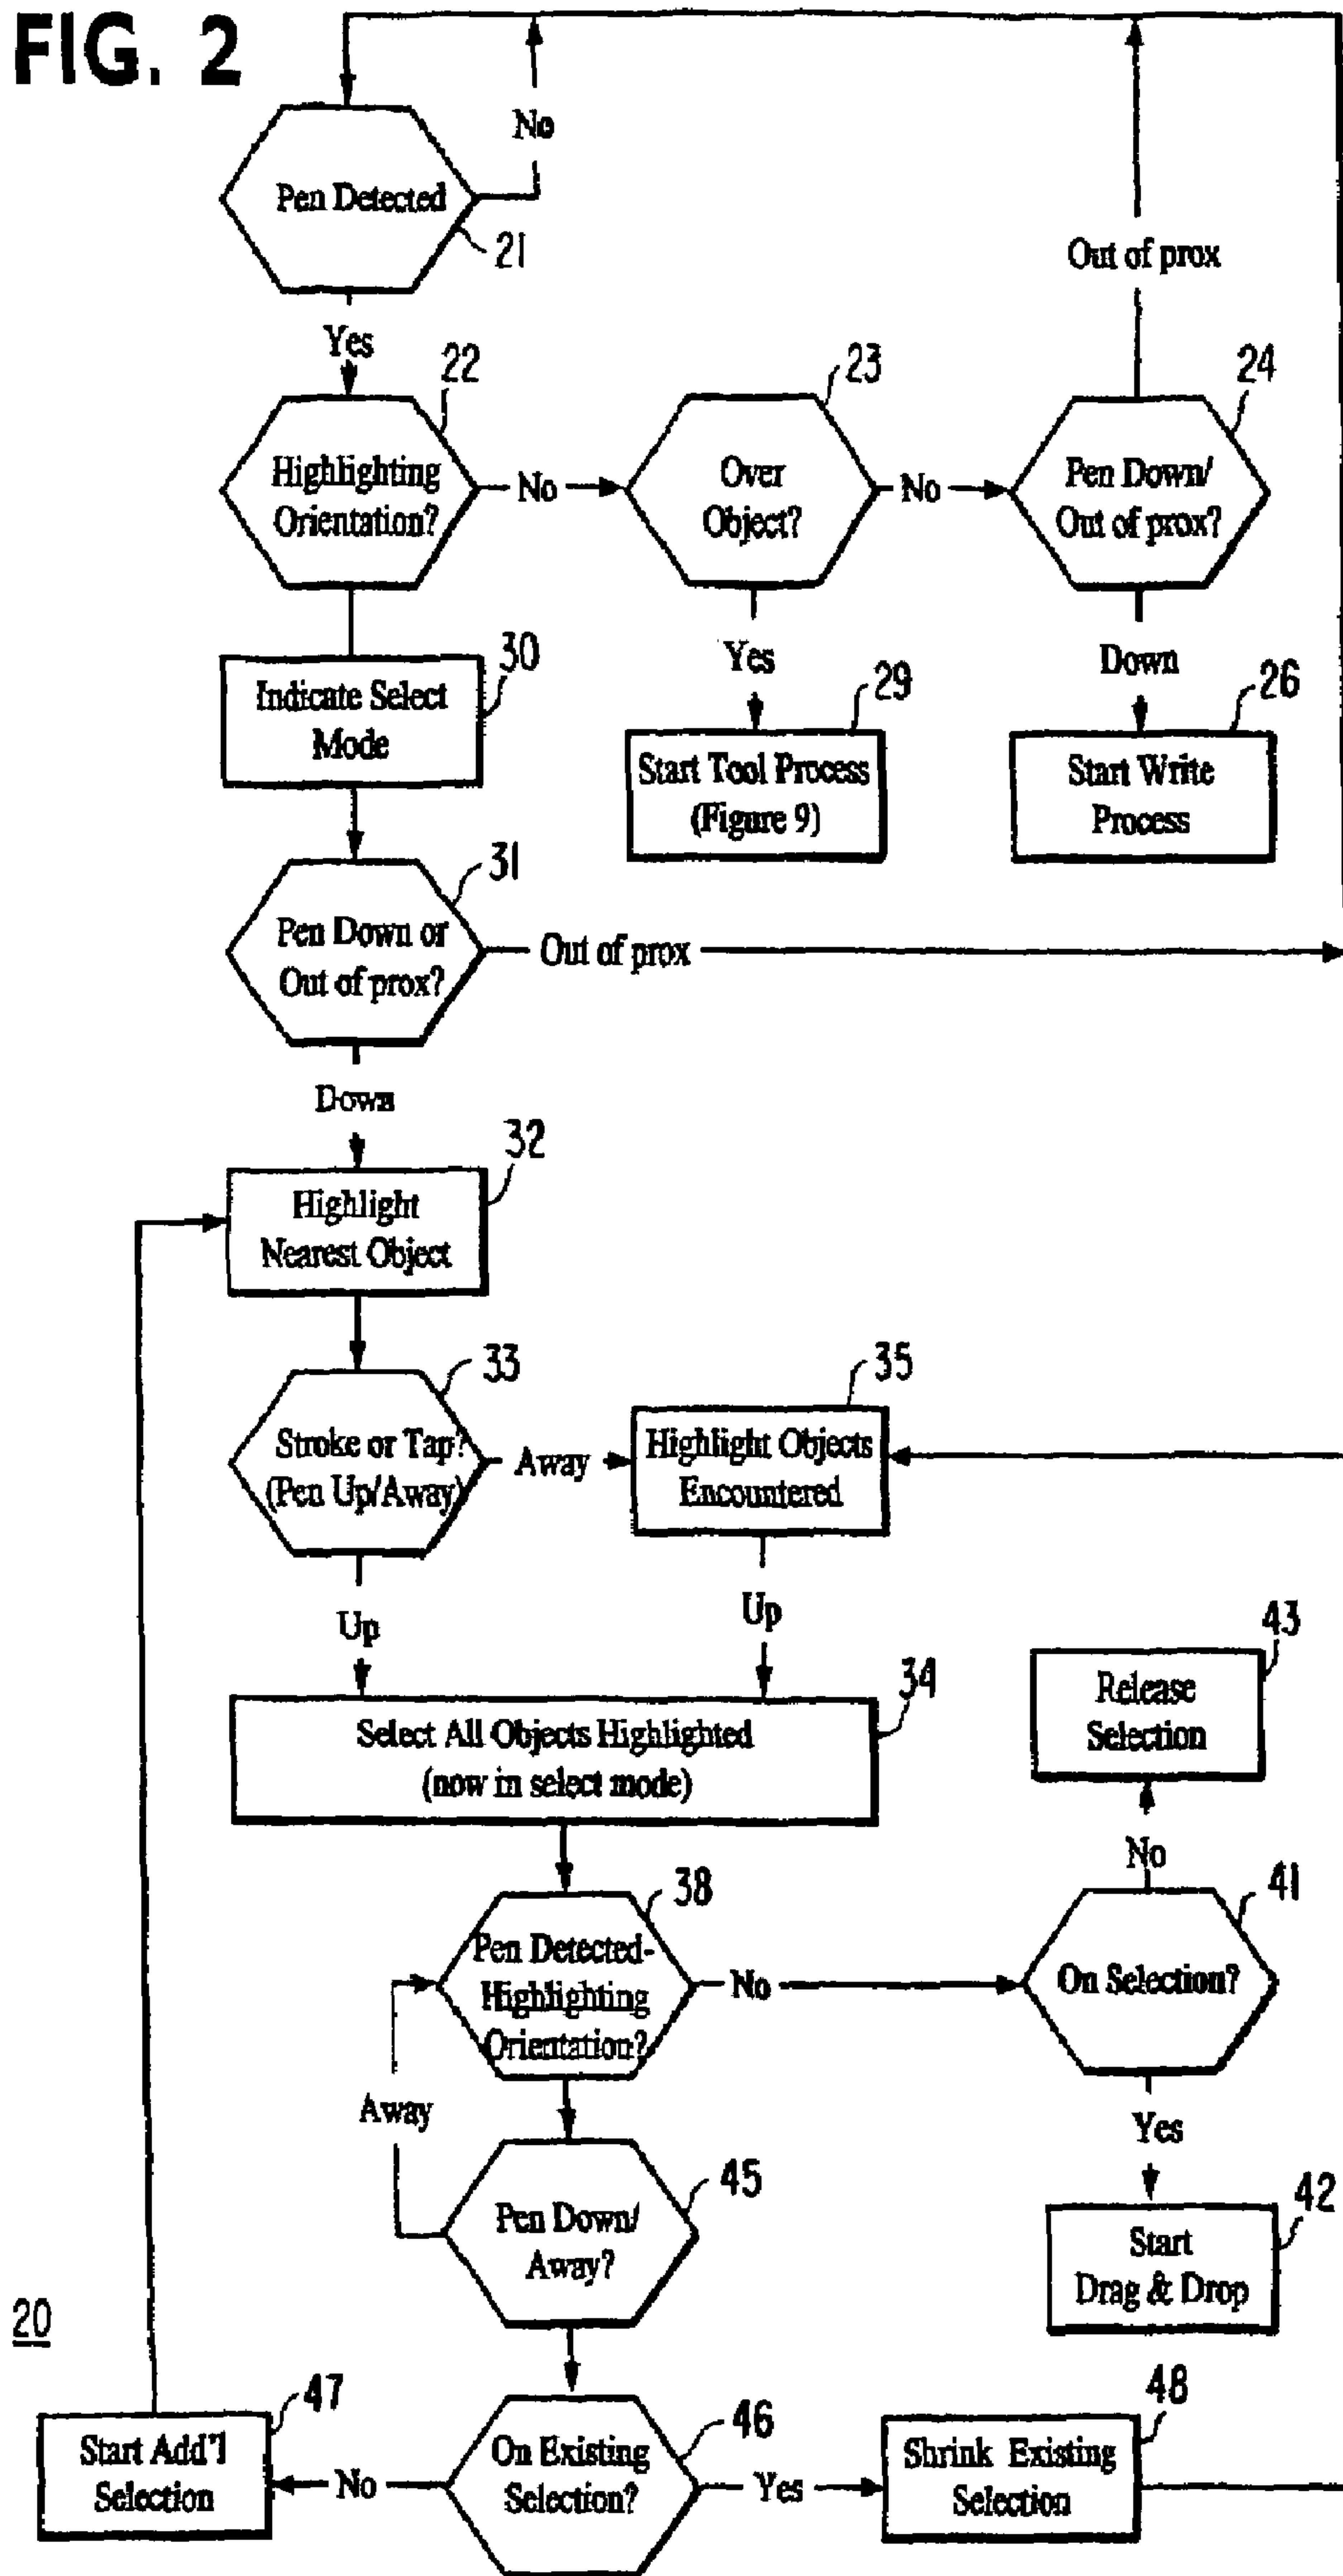 FIG. 2
No
Pen Detected
21
Out of prox
Yes
22
23
24
Highlighting
Orientation?
No
Over
Object?
No
Pen Down/
Out of prox?
30
Yes
Down
Indicate Select
Mode
29
26
Start Tool Process
(Figure 9)
Start Write
Process
31
Pen Down or
Out of prox?
Out of prox
Down
32
Highlight
Nearest Object
33
35
Stroke or Tap?
(Pen Up/Away)
Away
Highlight Objects
Encountered
Up
Up
43
Release
Selection
34
Select All Objects Highlighted
(now in select mode)
No
38
41
Pen Detected-
Highlighting
Orientation?
No
On Selection?
Away
Yes
45
42
Pen Down/
Away?
Start
Drag & Drop
20
47
46
48
Start Add'l
Selection
No
On Existing
Selection?
Yes
Shrink Existing
Selection